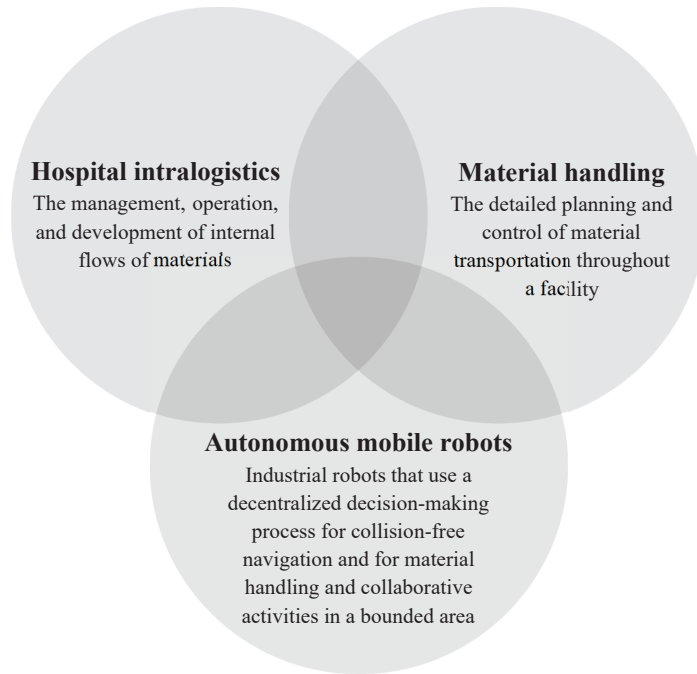 Hospital intralogistics
The management, operation,
and development of internal
flows of materials
Material handling
The detailed planning and
control of material
transportation throughout
a facility
Autonomous mobile robots
Industrial robots that use a
decentralized decision-making
process for collision-free
navigation and for material
handling and collaborative
activities in a bounded area